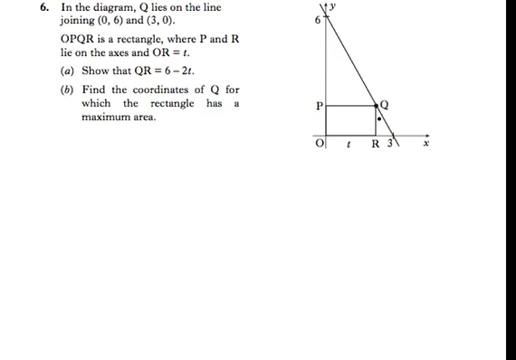 6. In the diagram, Q lies on the line
joining (0, 6) and (3, 0).
OPQR is a rectangle, where P and R
lie on the axes and OR = t.
(a) Show that QR = 6 – 2t.
(b) Find the coordinates of Q for
which the rectangle has a
maximum area.
y
6
P
Q
O
t
R
3
x